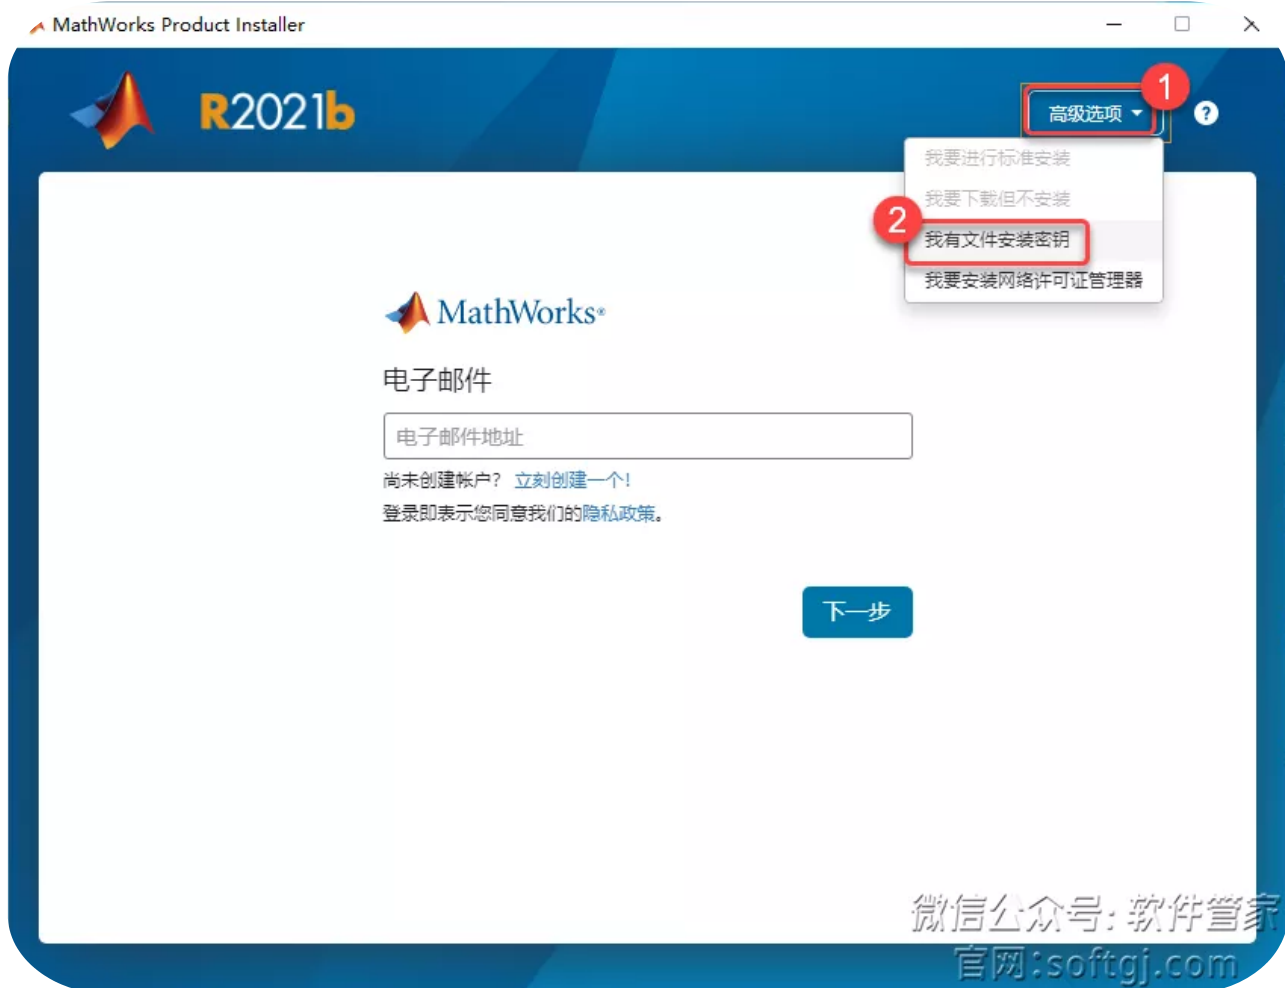 MathWorks Product Installer
R2021b
高级选项
1
?
我要进行标准安装
我要下载但不安装
2
我有文件安装密钥
我要安装网络许可证管理器
MathWorks®
电子邮件
电子邮件地址
尚未创建帐户? 立刻创建一个!
登录即表示您同意我们的隐私政策。
下一步
微信公众号: 软件管家
官网:softgj.com